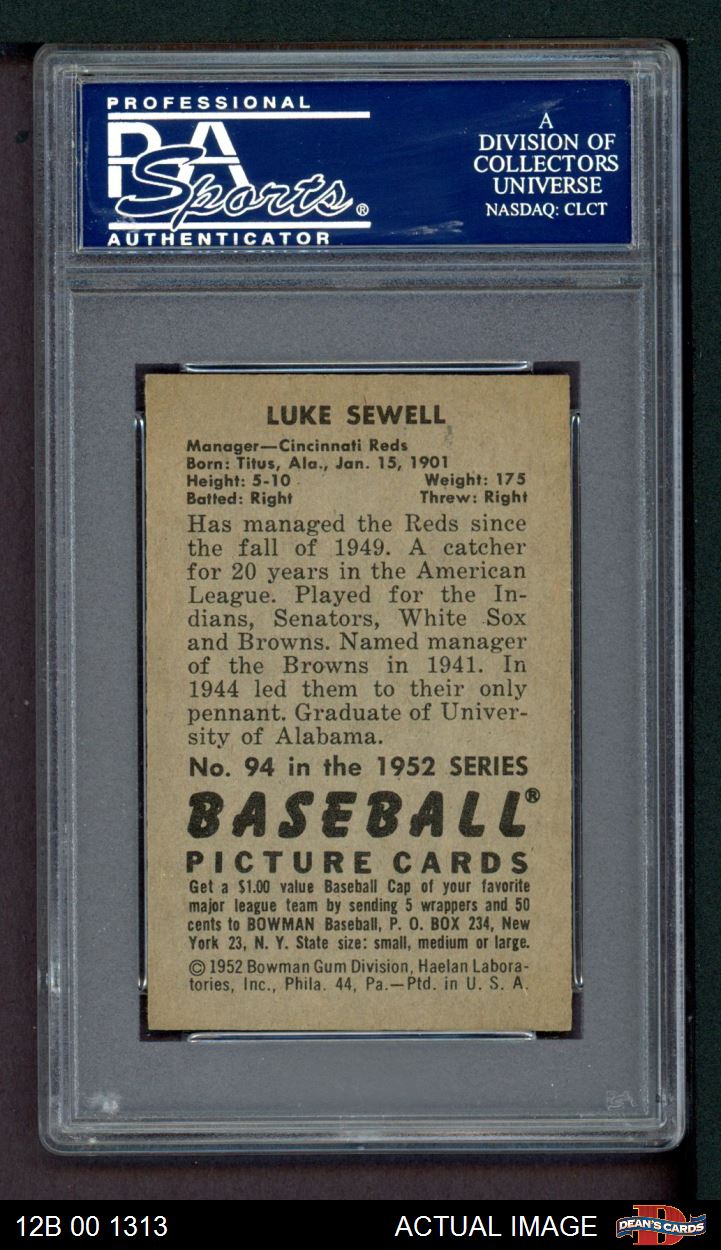 PROFESSIONAL
PSA
Sports®
AUTHENTICATOR
A
DIVISION OF
COLLECTORS
UNIVERSE
NASDAQ: CLCT
LUKE SEWELL
Manager—Cincinnati Reds
Born: Titus, Ala., Jan. 15, 1901
Height: 5-10 Weight: 175
Batted: Right Threw: Right
Has managed the Reds since
the fall of 1949. A catcher
for 20 years in the American
League. Played for the In-
dians, Senators, White Sox
and Browns. Named manager
of the Browns in 1941. In
1944 led them to their only
pennant. Graduate of Univer-
sity of Alabama.
No. 94 in the 1952 SERIES
BASEBALL®
PICTURE CARDS
Get a $1.00 value Baseball Cap of your favorite
major league team by sending 5 wrappers and 50
cents to BOWMAN Baseball, P. O. BOX 234, New
York 23, N. Y. State size: small, medium or large.
© 1952 Bowman Gum Division, Haelan Labora-
tories, Inc., Phila. 44, Pa.—Ptd. in U. S. A.
12B 00 1313 ACTUAL IMAGE DEAN'S CARDS